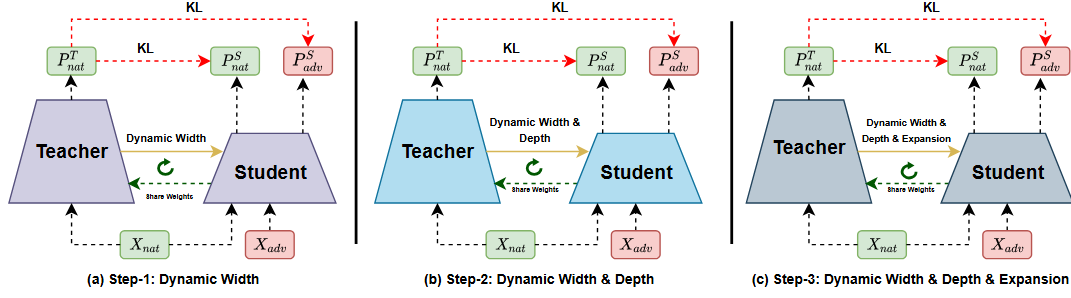 KL
KL
P^T_nat
P^S_nat
P^S_adv
Teacher
Dynamic Width
Student
Share Weights
X_nat
X_adv
(a) Step-1: Dynamic Width
KL
KL
P^T_nat
P^S_nat
P^S_adv
Teacher
Dynamic Width &
Depth
Student
Share Weights
X_nat
X_adv
(b) Step-2: Dynamic Width & Depth
KL
KL
P^T_nat
P^S_nat
P^S_adv
Teacher
Dynamic Width &
Depth & Expansion
Student
Share Weights
X_nat
X_adv
(c) Step-3: Dynamic Width & Depth & Expansion